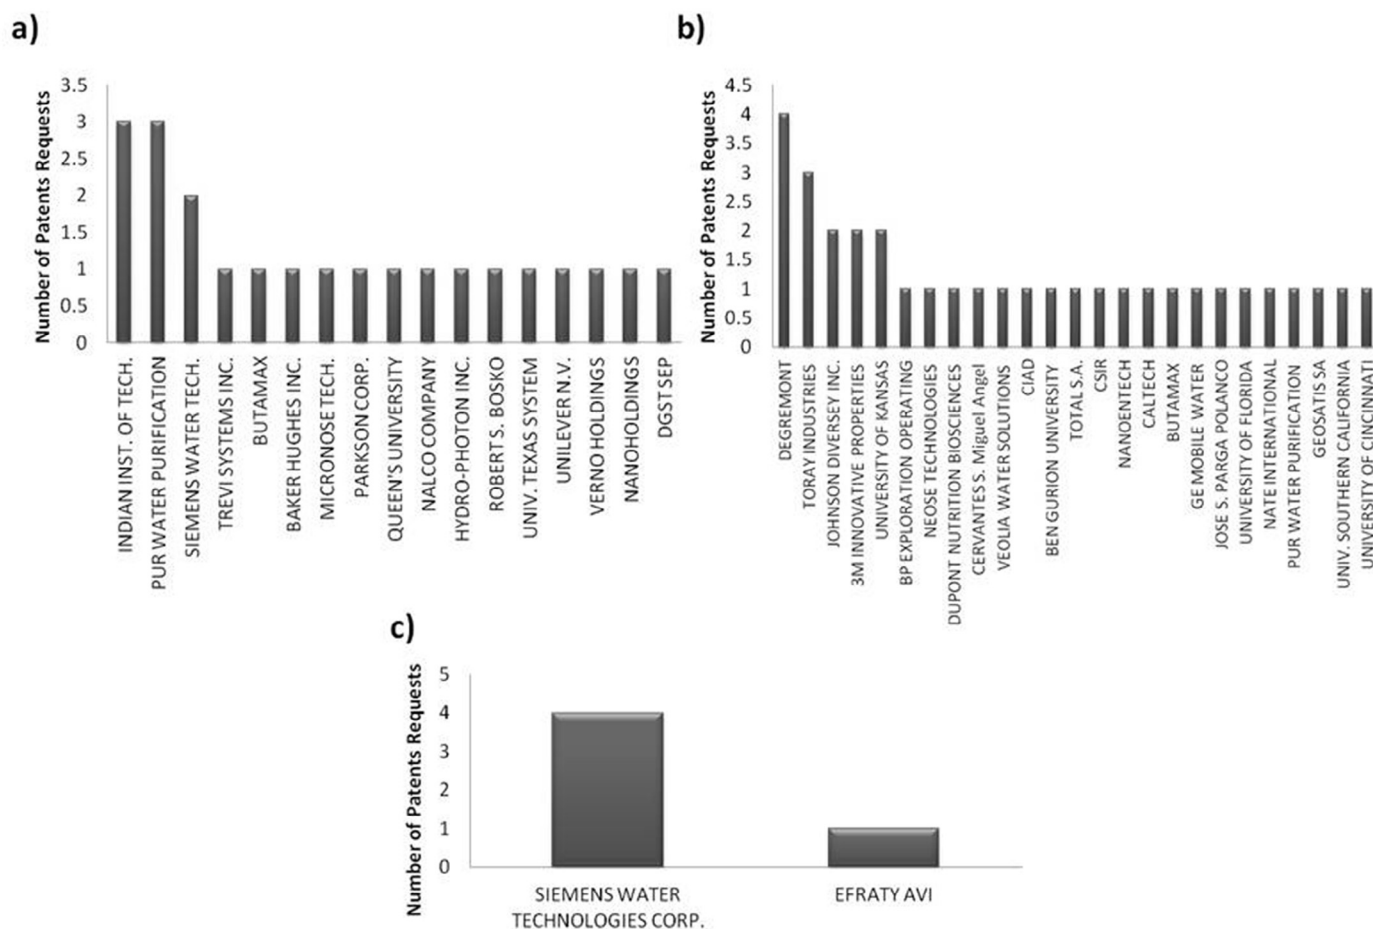 a)
Number of Patents Requests
3.5
3
2.5
2
1.5
1
0.5
0
INDIAN INST. OF TECH.
PUR WATER PURIFICATION
SIEMENS WATER TECH.
TREVI SYSTEMS INC.
BUTAMAX
BAKER HUGHES INC.
MICRONOSE TECH.
PARKSON CORP.
QUEEN'S UNIVERSITY
NALCO COMPANY
HYDRO-PHOTON INC.
ROBERT S. BOSKO
UNIV. TEXAS SYSTEM
UNILEVER N.V.
VERNO HOLDINGS
NANOHOLDINGS
DGST SEP
b)
Number of Patents Requests
4.5
4
3.5
3
2.5
2
1.5
1
0.5
0
DEGREMONT
TORAY INDUSTRIES
JOHNSON DIVERSEY INC.
3M INNOVATIVE PROPERTIES
UNIVERSITY OF KANSAS
BP EXPLORATION OPERATING
NEOSE TECHNOLOGIES
DUPONT NUTRITION BIOSCIENCES
CERVANTES S. Miguel Angel
VEOLIA WATER SOLUTIONS
CIAD
BEN GURION UNIVERSITY
TOTAL S.A.
CSIR
NANOENTECH
CALTECH
BUTAMAX
GE MOBILE WATER
JOSE S. PARGA POLANCO
UNIVERSITY OF FLORIDA
NATE INTERNATIONAL
PUR WATER PURIFICATION
GEOSATIS SA
UNIV. SOUTHERN CALIFORNIA
UNIVERSITY OF CINCINNATI
c)
Number of Patents Requests
5
4
3
2
1
0
SIEMENS WATER
TECHNOLOGIES CORP.
EFRATY AVI